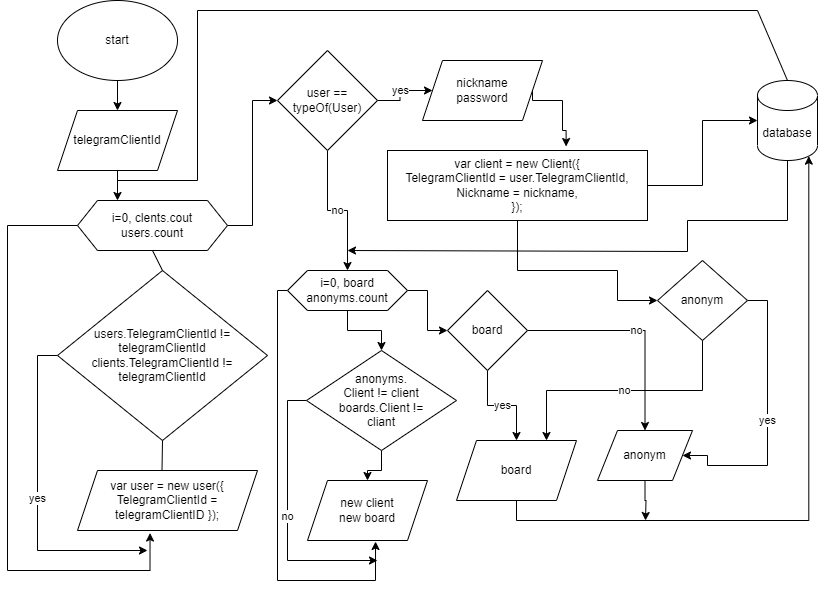 start
telegramClientId
i=0, clents.cout
users.count
users.TelegramClientId !=
telegramClientId
clients.TelegramClientId !=
telegramClientId
yes
var user = new user({
TelegramClientId =
telegramClientID });
user ==
typeOf(User)
yes
no
nickname
password
var client = new Client({
TelegramClientId = user.TelegramClientId,
Nickname = nickname,
});
database
i=0, board
anonyms.count
anonyms.
Client != client
boards.Client !=
cliant
no
new client
new board
board
no
yes
anonym
no
yes
board
anonym